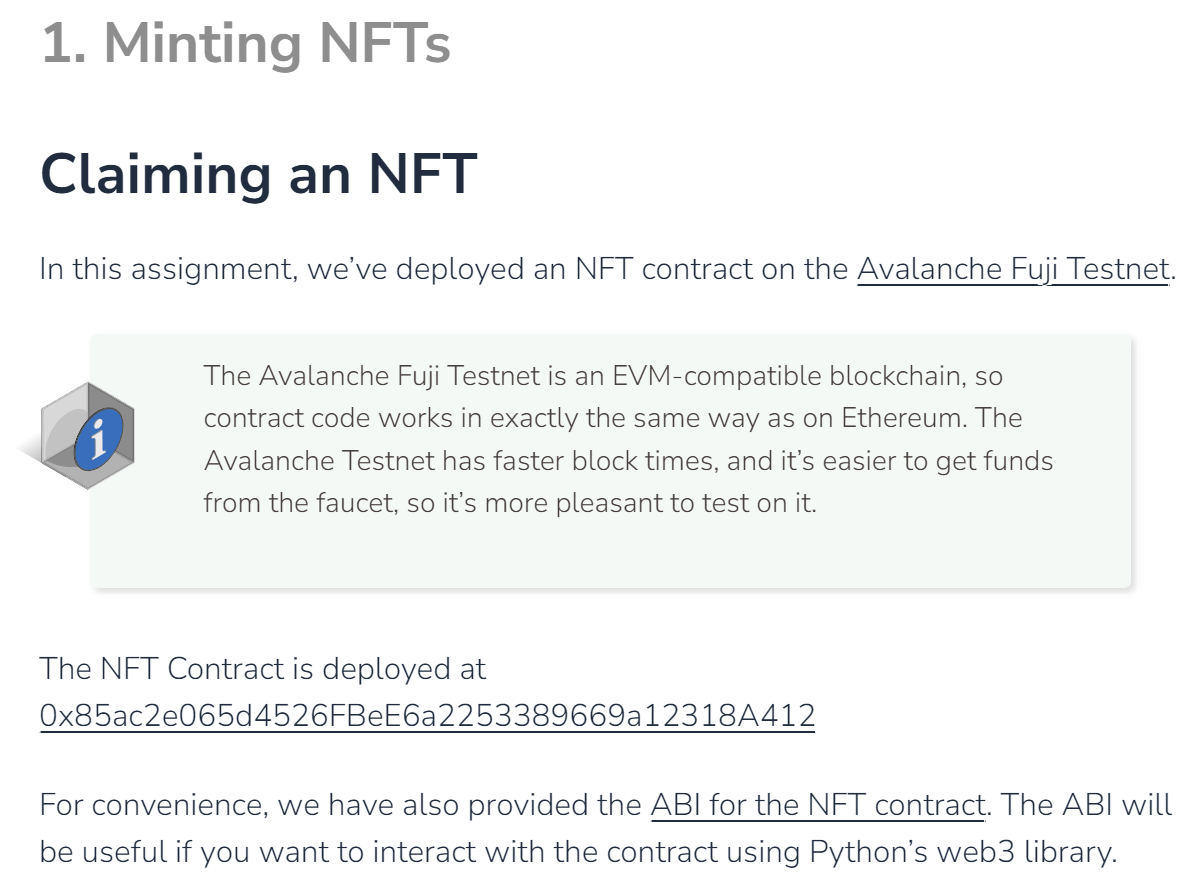 1. Minting NFTs
Claiming an NFT
In this assignment, we’ve deployed an NFT contract on the Avalanche Fuji Testnet.
i
The Avalanche Fuji Testnet is an EVM-compatible blockchain, so
contract code works in exactly the same way as on Ethereum. The
Avalanche Testnet has faster block times, and it’s easier to get funds
from the faucet, so it’s more pleasant to test on it.
The NFT Contract is deployed at
0x85ac2e065d4526FBeE6a2253389669a12318A412
For convenience, we have also provided the ABI for the NFT contract. The ABI will
be useful if you want to interact with the contract using Python’s web3 library.